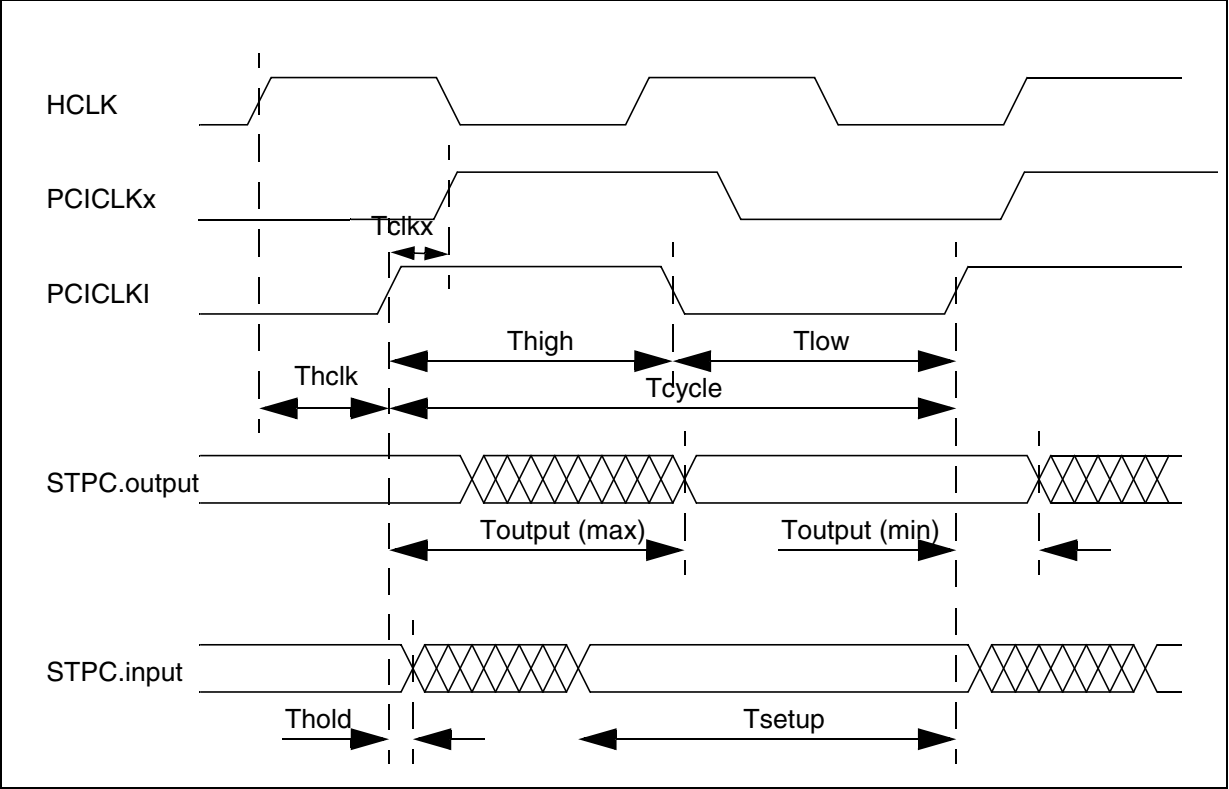 HCLK
PCICLKx
Tclkx
PCICLKI
Thigh
Tlow
Thclk
Tcycle
STPC.output
Toutput (max)
Toutput (min)
STPC.input
Thold
Tsetup